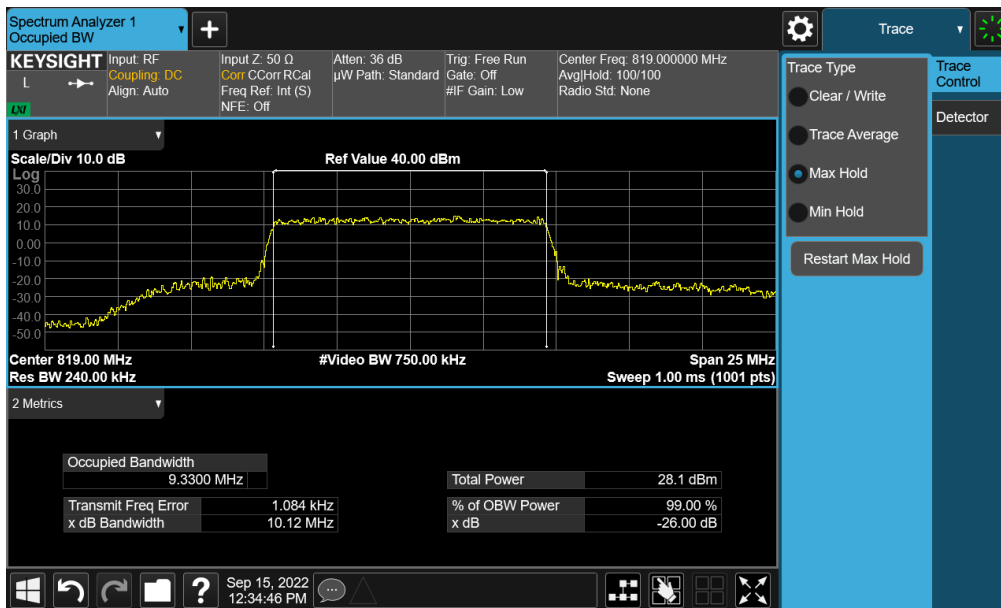 Spectrum Analyzer 1
Occupied BW
+
Trace
KEYSIGHT
L
LXI
Input: RF
Coupling: DC
Align: Auto
Input Z: 50 Ω
Corr CCorr RCal
Freq Ref: Int (S)
NFE: Off
Atten: 36 dB
µW Path: Standard
Trig: Free Run
Gate: Off
#IF Gain: Low
Center Freq: 819.000000 MHz
Avg|Hold: 100/100
Radio Std: None
Trace Type
Clear / Write
Trace Average
Max Hold
Min Hold
Restart Max Hold
Trace
Control
Detector
1 Graph
Scale/Div 10.0 dB
Ref Value 40.00 dBm
Log
30.0
20.0
10.0
0.00
-10.0
-20.0
-30.0
-40.0
-50.0
Center 819.00 MHz
#Video BW 750.00 kHz
Span 25 MHz
Res BW 240.00 kHz
Sweep 1.00 ms (1001 pts)
2 Metrics
Occupied Bandwidth
9.3300 MHz
Total Power 28.1 dBm
Transmit Freq Error 1.084 kHz
% of OBW Power 99.00 %
x dB Bandwidth 10.12 MHz
x dB -26.00 dB
?
Sep 15, 2022
12:34:46 PM